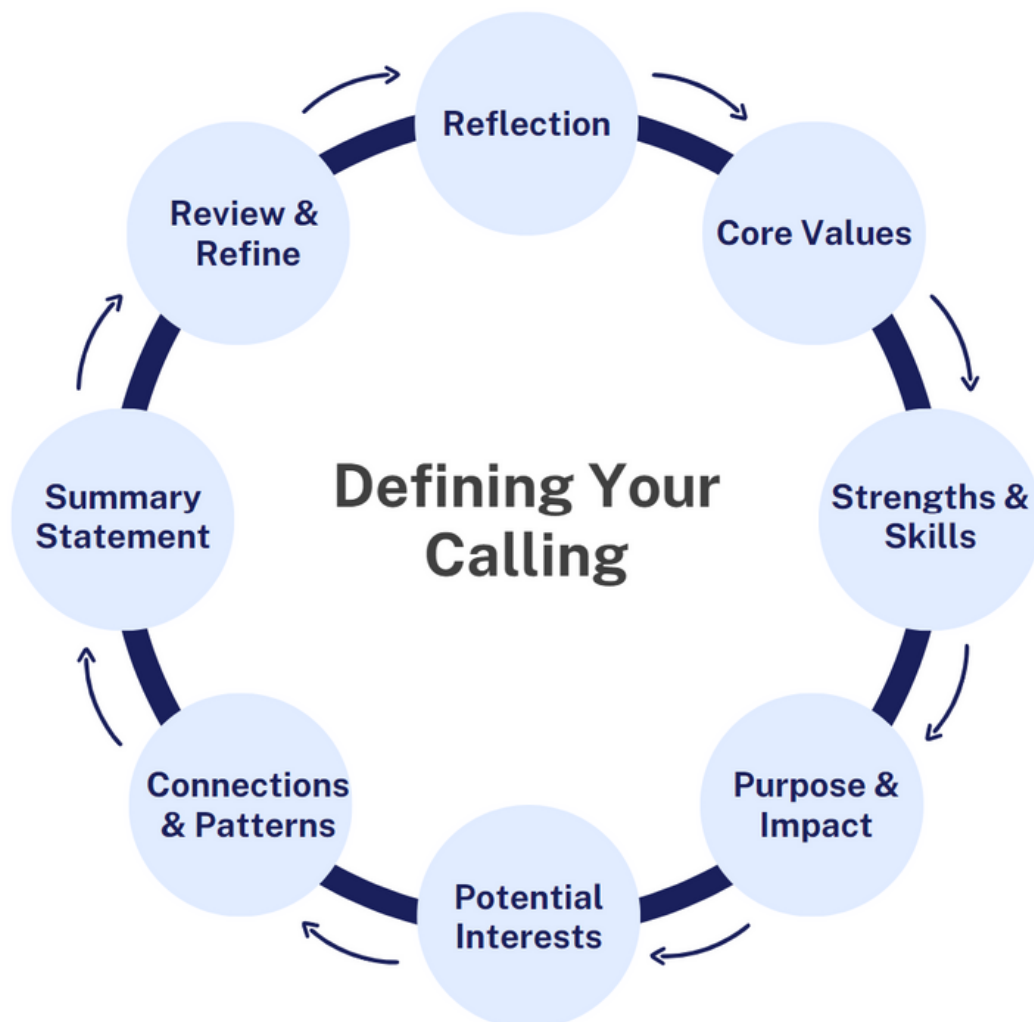 Reflection
Core Values
Strengths &
Skills
Purpose &
Impact
Potential
Interests
Connections
& Patterns
Summary
Statement
Review &
Refine
Defining Your
Calling